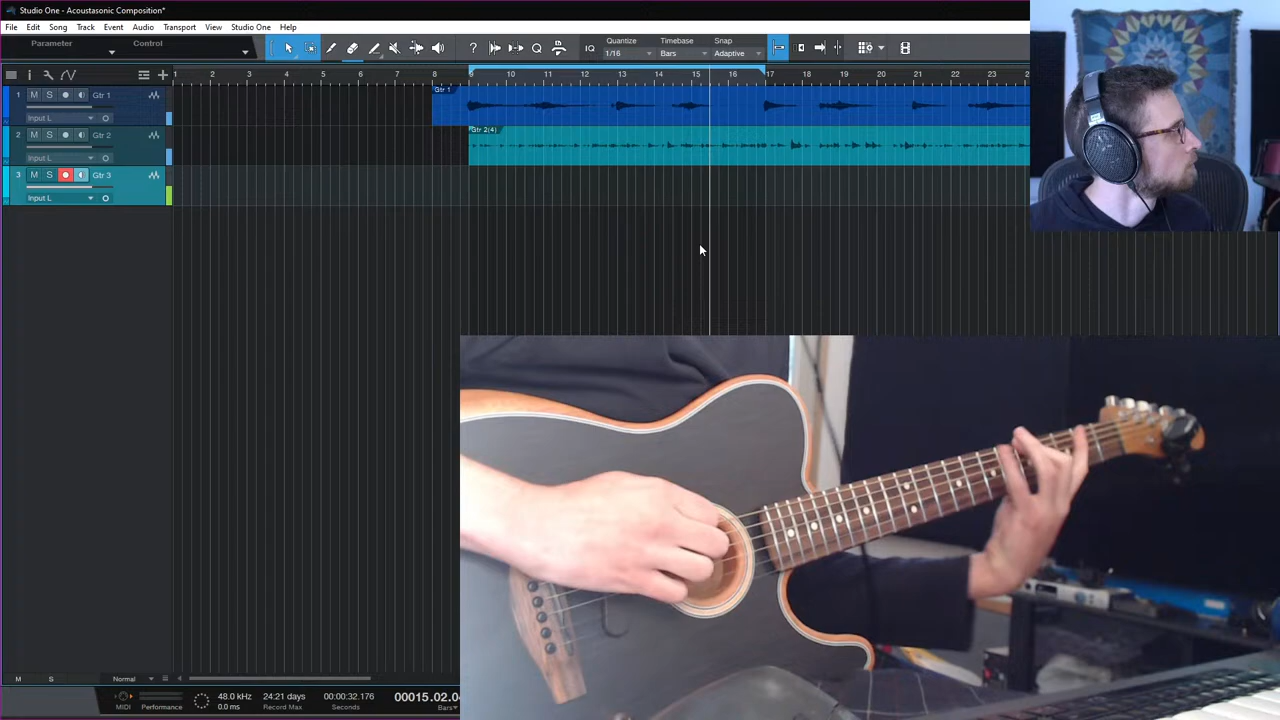 Studio One - Acoustasonic Composition*
File Edit Song Track Event Audio Transport View Studio One Help
Parameter Control
? Q IQ Quantize Timebase Snap
1/16 Bars Adaptive
1 2 3 4 5 6 7 8 9 10 11 12 13 14 15 16 17 18 19 20 21 22 23
1 M S Gtr 1
Input L
Gtr 1
2 M S Gtr 2
Input L
Gtr 2(4)
3 M S Gtr 3
Input L
M S Normal
MIDI Performance
48.0 kHz 24:21 days 00:00:32.176 00015.02.0
0.0 ms Record Max Seconds Bars